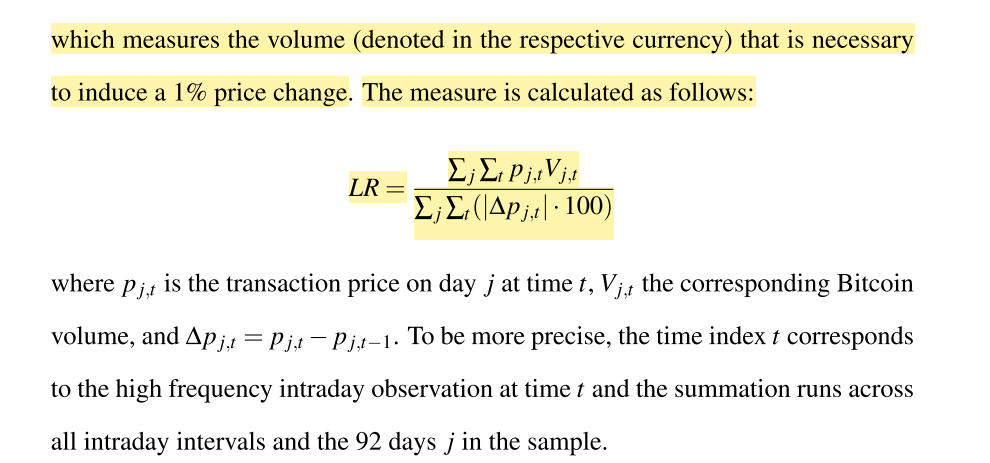 which measures the volume (denoted in the respective currency) that is necessary
to induce a 1% price change. The measure is calculated as follows:
LR = \frac{\sum_j \sum_t p_{j,t} V_{j,t}}{\sum_j \sum_t (|\Delta p_{j,t}| \cdot 100)}
where p_{j,t} is the transaction price on day j at time t, V_{j,t} the corresponding Bitcoin
volume, and Δp_{j,t} = p_{j,t} − p_{j,t−1}. To be more precise, the time index t corresponds
to the high frequency intraday observation at time t and the summation runs across
all intraday intervals and the 92 days j in the sample.